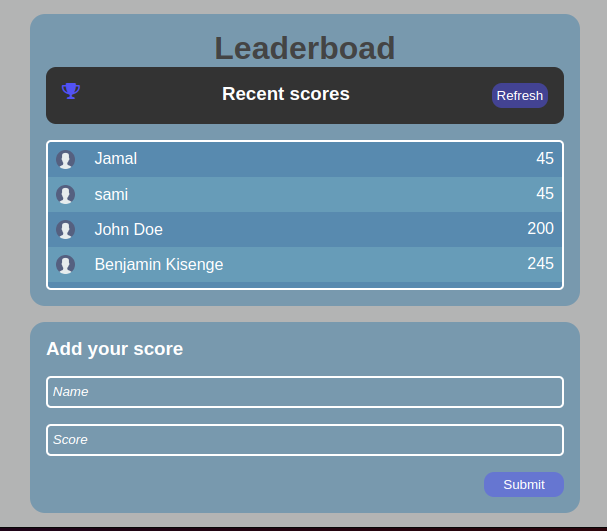 Leaderboad
Recent scores
Refresh
Jamal 45
sami 45
John Doe 200
Benjamin Kisenge 245
Add your score
Name
Score
Submit